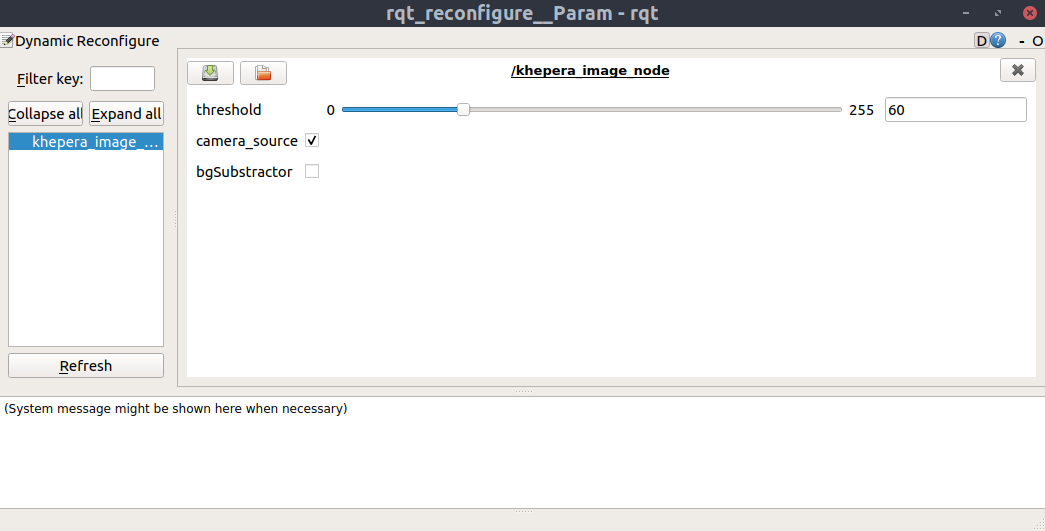 rqt_reconfigure__Param - rqt
Dynamic Reconfigure
D ? - O
Filter key:
Collapse all Expand all
khepera_image_...
Refresh
/khepera_image_node
threshold 0 255 60
camera_source
bgSubstractor
(System message might be shown here when necessary)